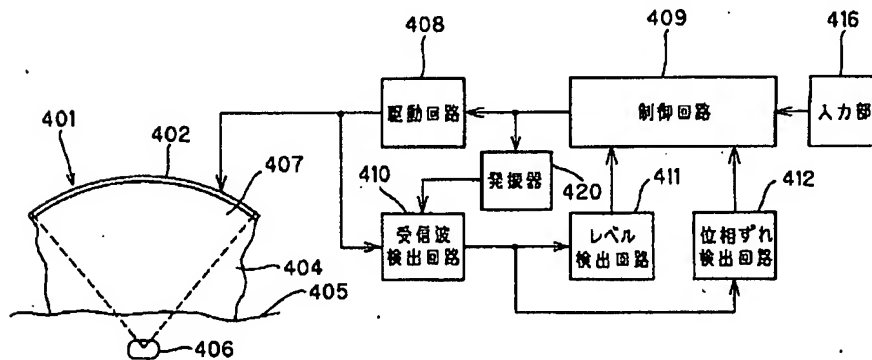 408
409
416
駆動回路
制御回路
入力部
401
402
407
410
発振器
420
411
412
受信波
検出回路
レベル
検出回路
位相ずれ
検出回路
404
405
406